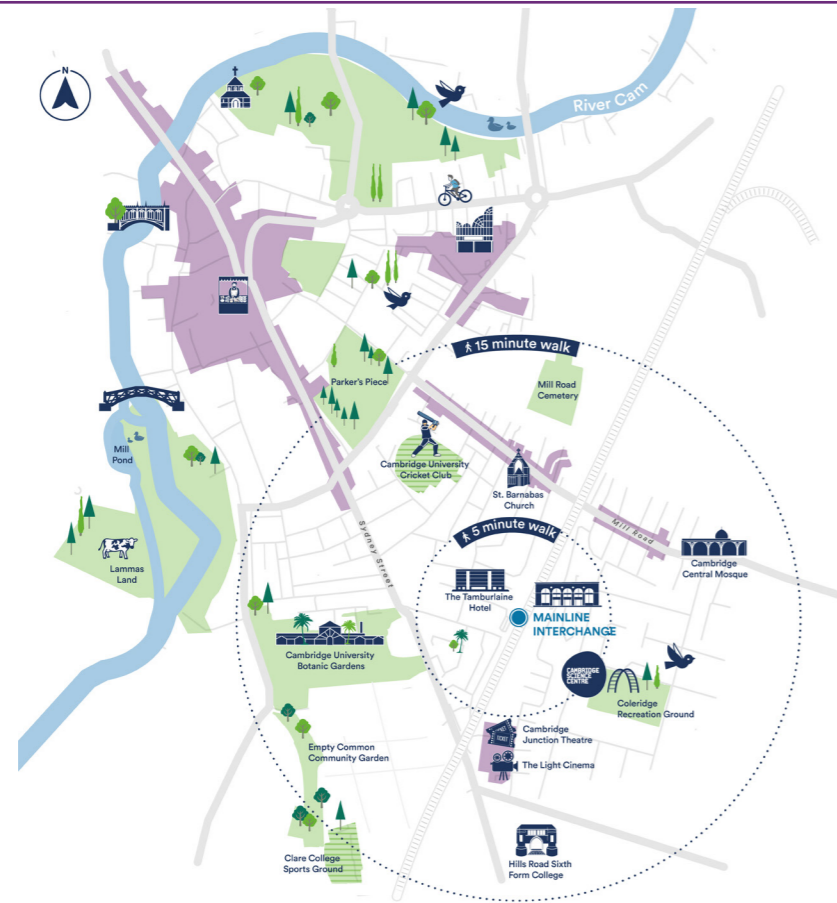 N
River Cam
15 minute walk
Parker's Piece
Mill Road
Cemetery
Mill
Pond
Cambridge University
Cricket Club
St. Barnabas
Church
5 minute walk
Sydney Street
Mill Road
Cambridge
Central Mosque
Lammas
Land
The Tamburlaine
Hotel
MAINLINE
INTERCHANGE
Cambridge University
Botanic Gardens
CAMBRIDGE
SCIENCE
CENTRE
Coleridge
Recreation Ground
Cambridge
Junction Theatre
Empty Common
Community Garden
The Light Cinema
Clare College
Sports Ground
Hills Road Sixth
Form College